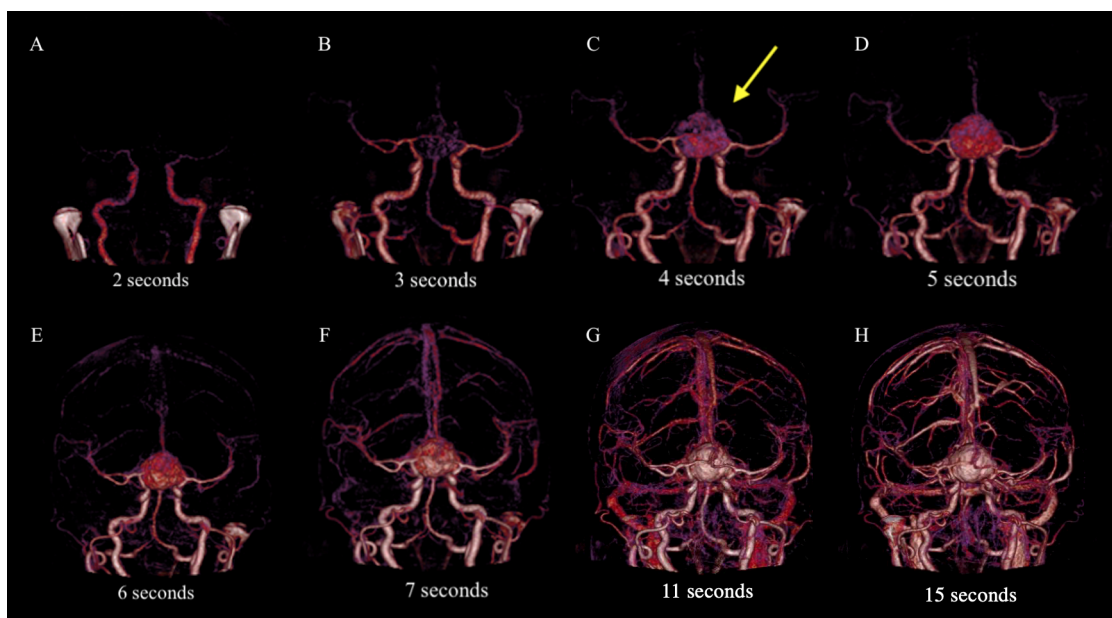 A
B
C
D
2 seconds
3 seconds
4 seconds
5 seconds
E
F
G
H
6 seconds
7 seconds
11 seconds
15 seconds